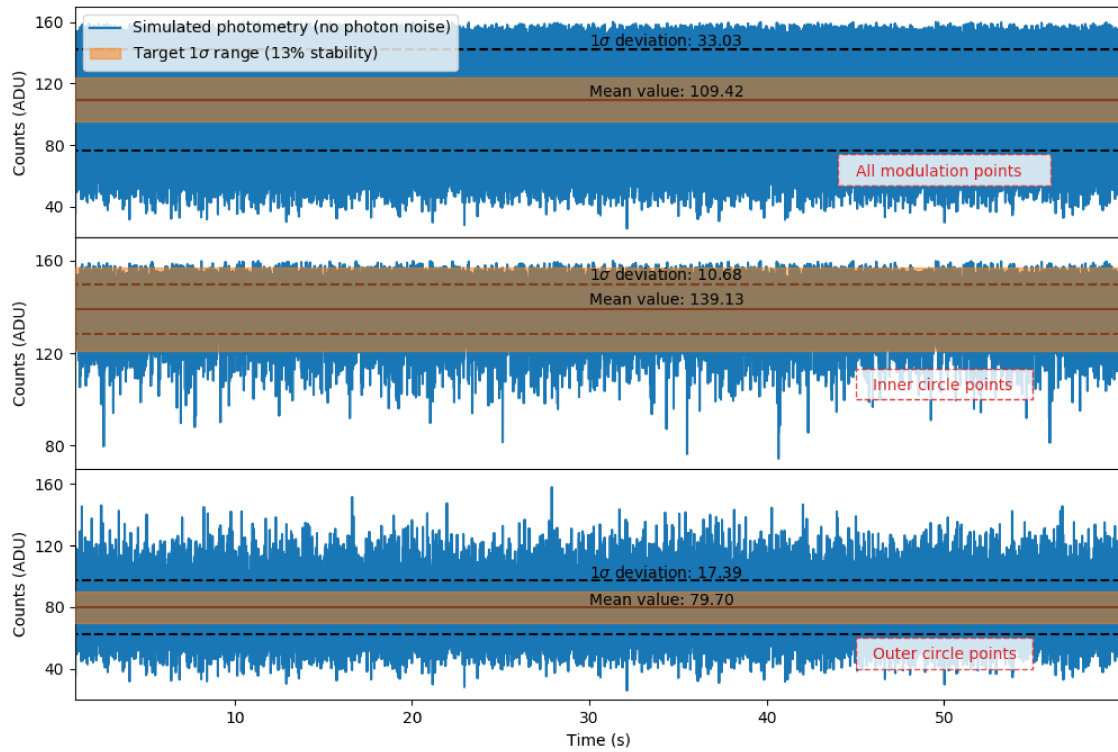 160
120
80
40
Counts (ADU)
Simulated photometry (no photon noise)
Target 1σ range (13% stability)
1σ deviation: 33.03
Mean value: 109.42
All modulation points
160
120
80
Counts (ADU)
1σ deviation: 10.68
Mean value: 139.13
Inner circle points
160
120
80
40
Counts (ADU)
1σ deviation: 17.39
Mean value: 79.70
Outer circle points
10 20 30 40 50
Time (s)